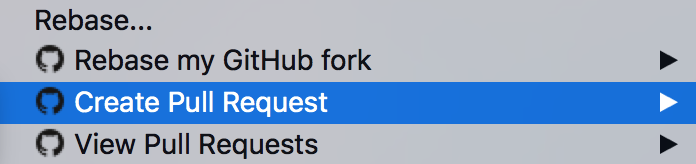 Rebase...
Rebase my GitHub fork
Create Pull Request
View Pull Requests